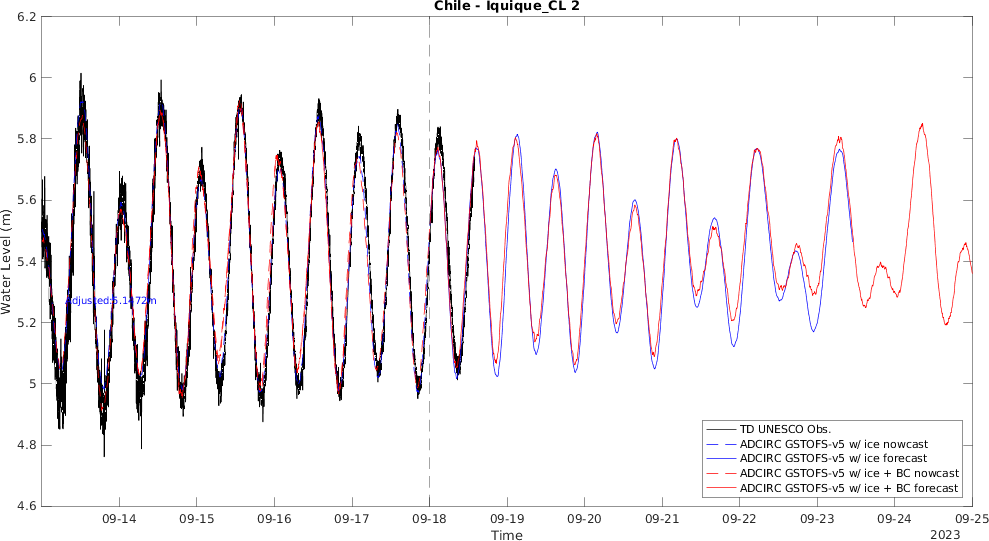 Chile - Iquique_CL 2
6.2
6
5.8
5.6
5.4
5.2
5
4.8
4.6
Water Level (m)
Adjusted:5.1472m
TD UNESCO Obs.
ADCIRC GSTOFS-v5 w/ ice nowcast
ADCIRC GSTOFS-v5 w/ ice forecast
ADCIRC GSTOFS-v5 w/ ice + BC nowcast
ADCIRC GSTOFS-v5 w/ ice + BC forecast
09-14 09-15 09-16 09-17 09-18 09-19 09-20 09-21 09-22 09-23 09-24 09-25
Time
2023